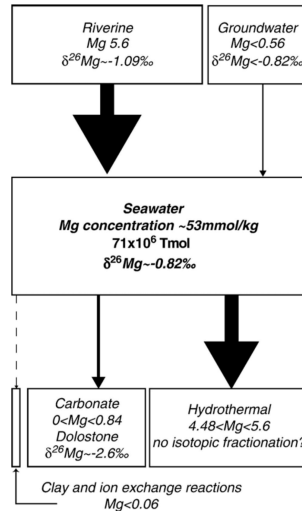 Riverine
Mg 5.6
δ²⁶Mg~-1.09‰
Groundwater
Mg<0.56
δ²⁶Mg<-0.82‰
Seawater
Mg concentration ~53mmol/kg
71x10⁶ Tmol
δ²⁶Mg~-0.82‰
Carbonate
0<Mg<0.84
Dolostone
δ²⁶Mg~-2.6‰
Hydrothermal
4.48<Mg<5.6
no isotopic fractionation?
Clay and ion exchange reactions
Mg<0.06